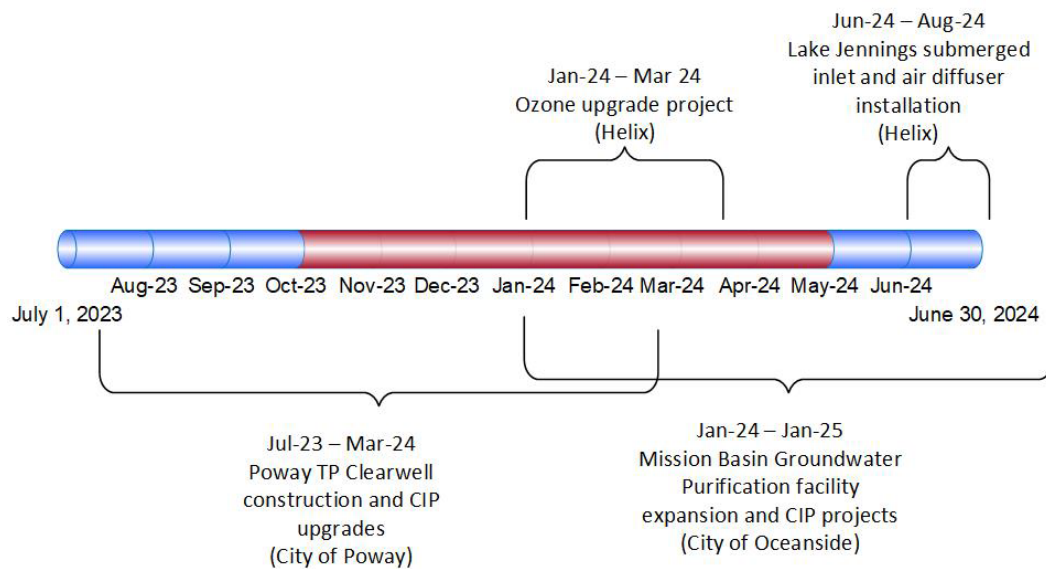 Jun-24 – Aug-24
Lake Jennings submerged
inlet and air diffuser
installation
(Helix)
Jan-24 – Mar 24
Ozone upgrade project
(Helix)
Aug-23 Sep-23 Oct-23 Nov-23 Dec-23 Jan-24 Feb-24 Mar-24 Apr-24 May-24 Jun-24
July 1, 2023 June 30, 2024
Jul-23 – Mar-24
Poway TP Clearwell
construction and CIP
upgrades
(City of Poway)
Jan-24 – Jan-25
Mission Basin Groundwater
Purification facility
expansion and CIP projects
(City of Oceanside)